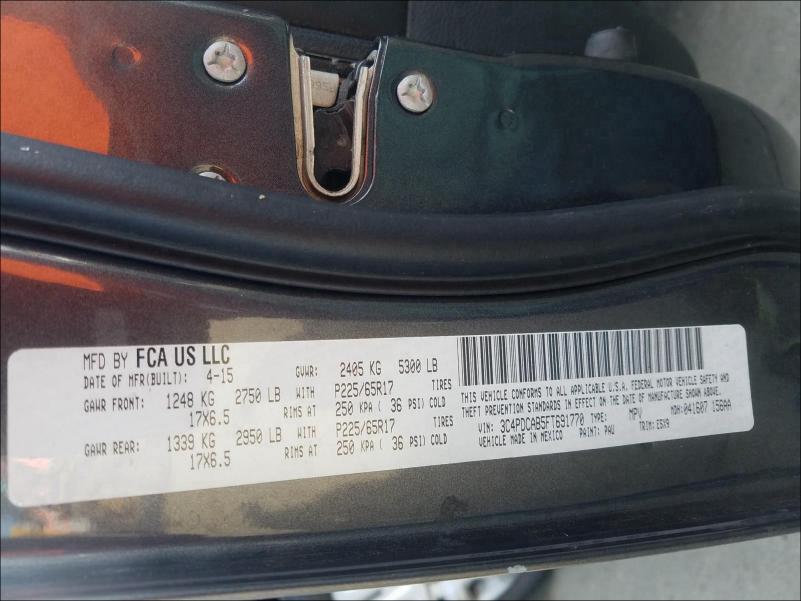 MFD BY FCA US LLC
DATE OF MFR(BUILT): 4-15 GVWR: 2405 KG 5300 LB
GAWR FRONT: 1248 KG 2750 LB WITH P225/65R17 TIRES
17X6.5 RIMS AT 250 KPA ( 36 PSI) COLD
GAWR REAR: 1339 KG 2950 LB WITH P225/65R17 TIRES
17X6.5 RIMS AT 250 KPA ( 36 PSI) COLD
THIS VEHICLE CONFORMS TO ALL APPLICABLE U.S.A. FEDERAL MOTOR VEHICLE SAFETY AND
THEFT PREVENTION STANDARDS IN EFFECT ON THE DATE OF MANUFACTURE SHOWN ABOVE.
VIN: 3C4PDCAB5FT691770 TYPE: MPV MDH: 041607 156AA
VEHICLE MADE IN MEXICO PAINT: PAU TRIM: ESX9